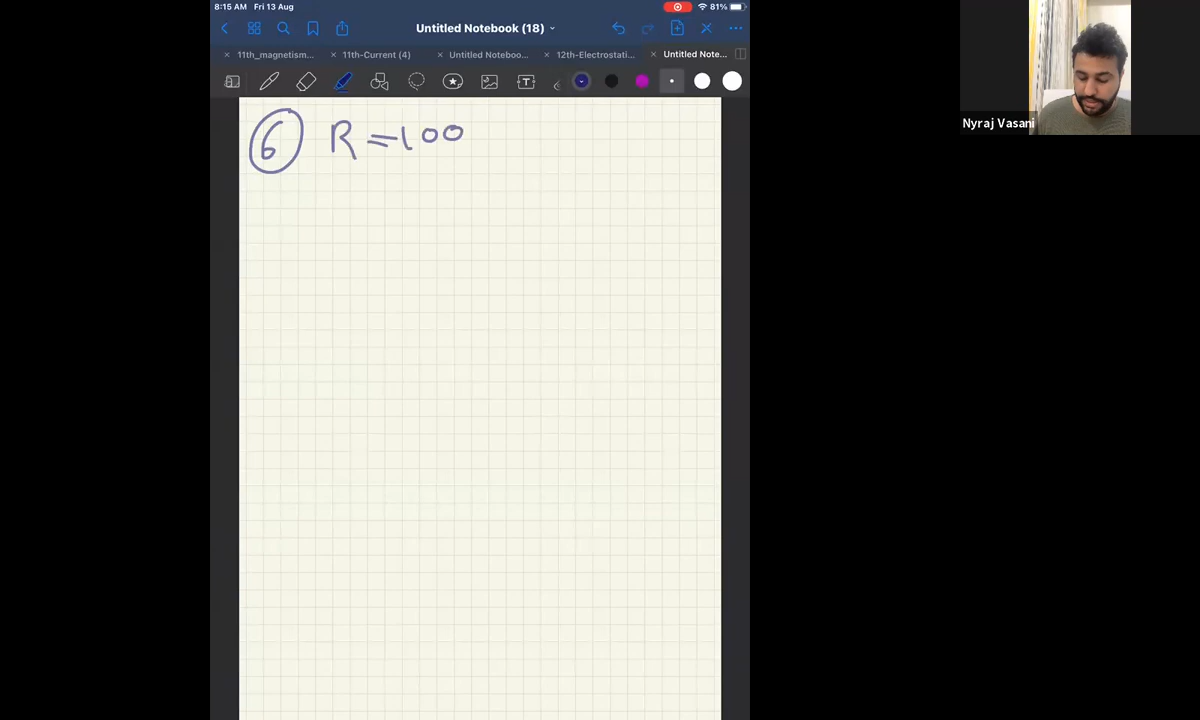 8:15 AM Fri 13 Aug 81%
Untitled Notebook (18)
11th_magnetism... 11th-Current (4) Untitled Noteboo... 12th-Electrostati... Untitled Note...
T
Nyraj Vasani
6 R=100